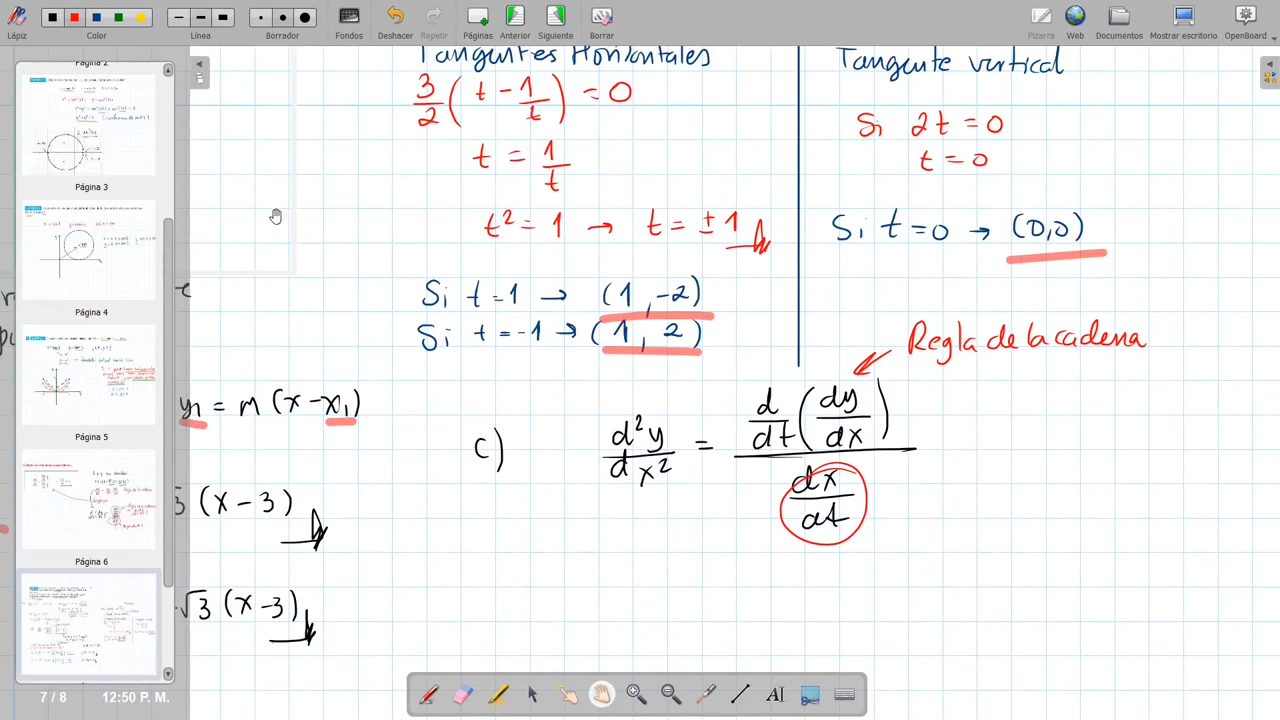 Lápiz
Color
Línea
Borrador
Fondos
Deshacer
Rehacer
Páginas
Anterior
Siguiente
Borrar
Pizarra
Web
Documentos
Mostrar escritorio
OpenBoard
Página 2
Página 3
Página 4
Página 5
Página 6
7 / 8 12:50 P. M.
Tangentes Horizontales
3/2 ( t - 1/t ) = 0
t = 1/t
t² = 1 → t = ± 1
Si t=1 → (1, -2)
Si t=-1 → (1, 2)
Tangente vertical
Si 2t = 0
t = 0
Si t=0 → (0,0)
y₁ = m (x - x₁)
(x - 3)
√3 (x - 3)
Regla de la cadena
c) d²y/dx² = d/dt (dy/dx) / dx/dt